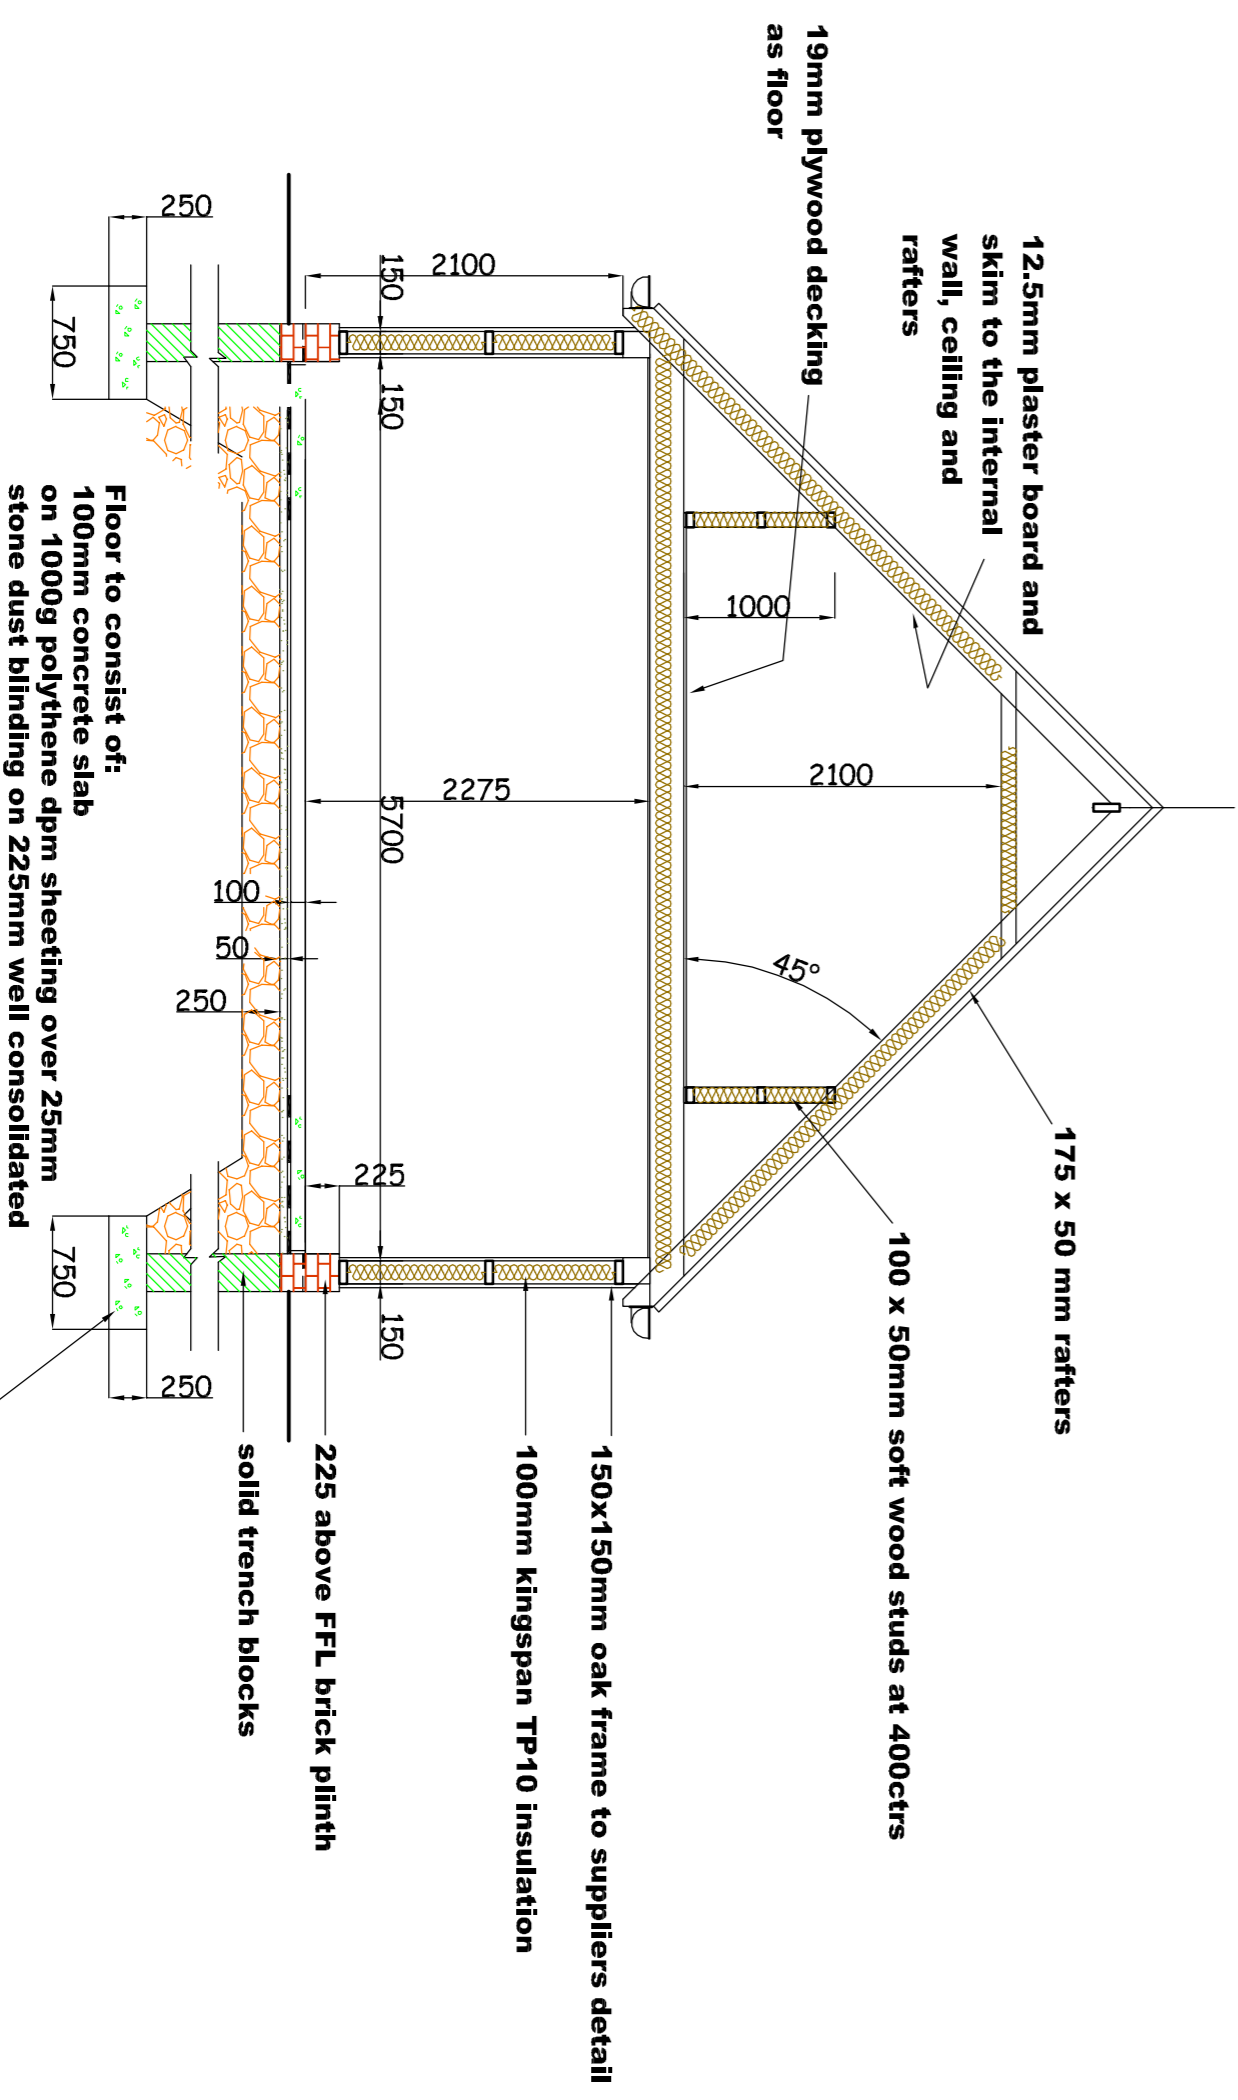 175 x 50 mm rafters
12.5mm plaster board and
skim to the internal
wall, ceiling and
rafters
100 x 50mm soft wood studs at 400ctrs
19mm plywood decking
as floor
45°
2100
1000
150x150mm oak frame to suppliers detail
100mm kingspan TP10 insulation
2100
2275
150
150
5700
150
225
225 above FFL brick plinth
100
50
250
solid trench blocks
250
250
750
750
Floor to consist of:
100mm concrete slab
on 1000g polythene dpm sheeting over 25mm
stone dust blinding on 225mm well consolidated